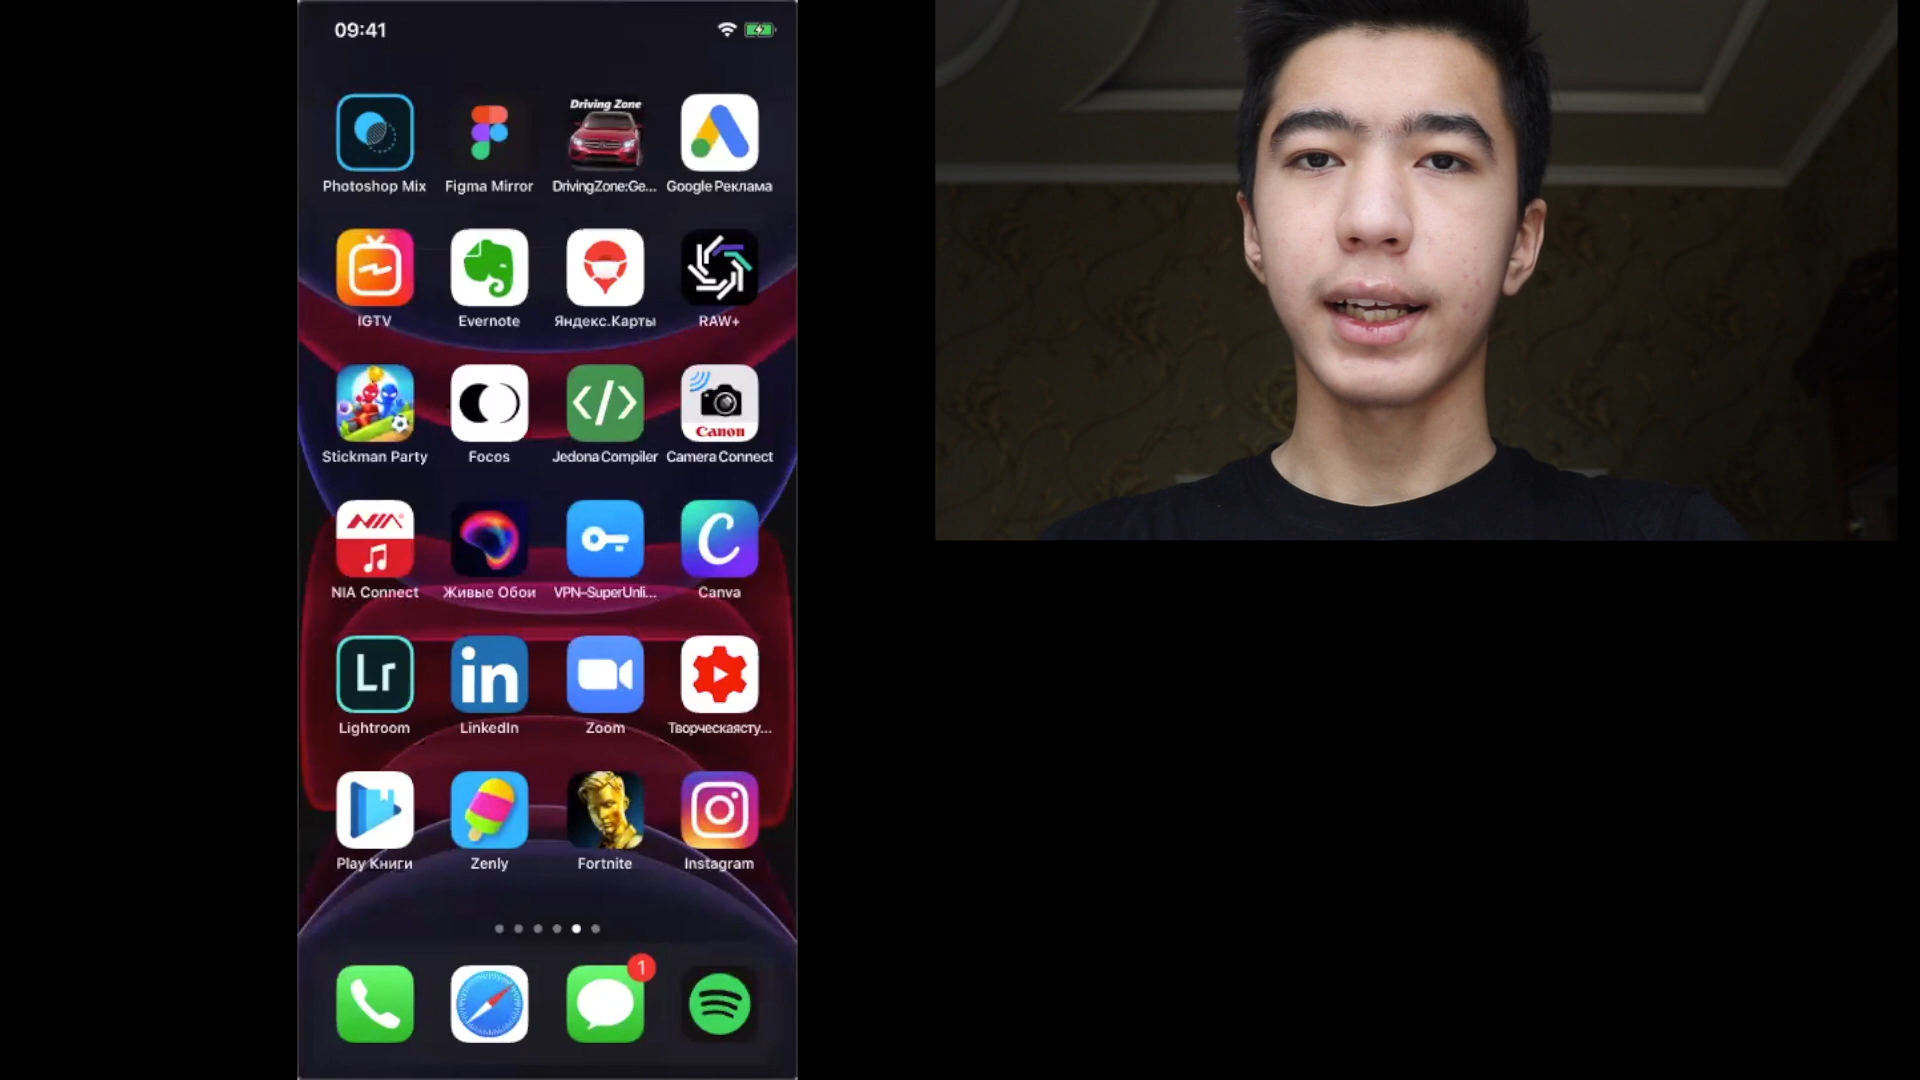 09:41
Driving Zone
Photoshop Mix Figma Mirror DrivingZone:Ge... Google Реклама
IGTV Evernote Яндекс.Карты RAW+
Canon
Stickman Party Focos Jedona Compiler Camera Connect
NIA
C
NIA Connect Живые Обои VPN-SuperUnli... Canva
Lr in
Lightroom LinkedIn Zoom Творческаясту...
Play Книги Zenly Fortnite Instagram
1